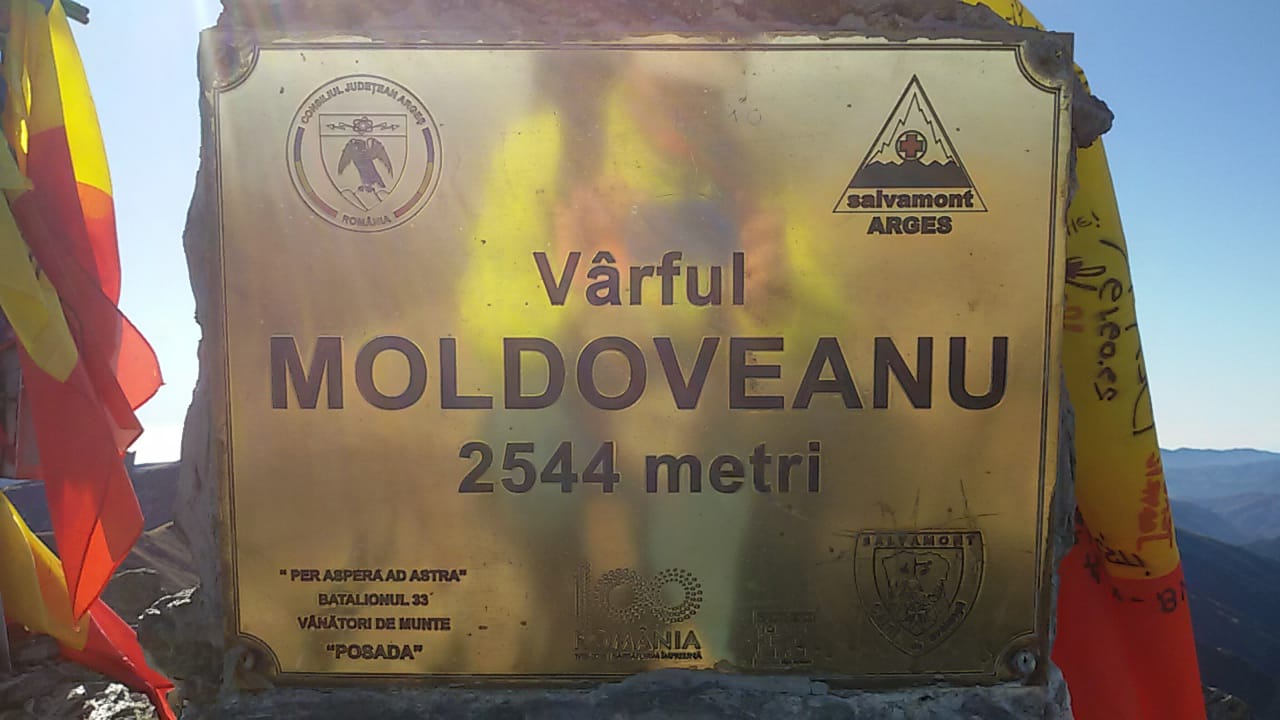 CONSILIUL JUDEȚEAN ARGEȘ
ROMÂNIA
salvamont
ARGES
Vârful
MOLDOVEANU
2544 metri
" PER ASPERA AD ASTRA"
BATALIONUL 33
VÂNĂTORI DE MUNTE
"POSADA"
100
ROMÂNIA
SALVAMONT